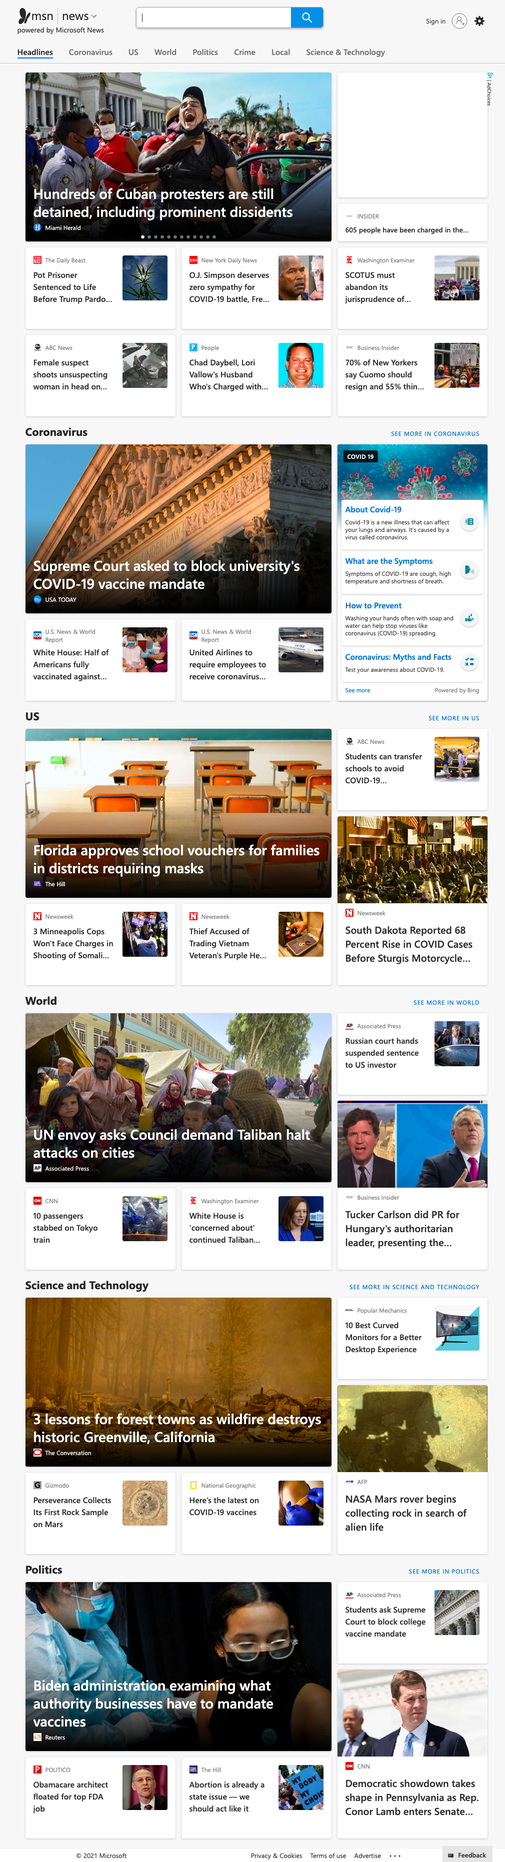 msn news
powered by Microsoft News
Sign in
Headlines Coronavirus US World Politics Crime Local Science & Technology
AdChoices
Hundreds of Cuban protesters are still
detained, including prominent dissidents
Miami Herald
INSIDER
605 people have been charged in the...
The Daily Beast
Pot Prisoner
Sentenced to Life
Before Trump Pardo...
New York Daily News
O.J. Simpson deserves
zero sympathy for
COVID-19 battle, Fre...
Washington Examiner
SCOTUS must
abandon its
jurisprudence of...
ABC News
Female suspect
shoots unsuspecting
woman in head on...
People
Chad Daybell, Lori
Vallow's Husband
Who's Charged with...
Business Insider
70% of New Yorkers
say Cuomo should
resign and 55% thin...
Coronavirus
SEE MORE IN CORONAVIRUS
Supreme Court asked to block university's
COVID-19 vaccine mandate
USA TODAY
COVID 19
About Covid-19
Covid-19 is a new illness that can affect
your lungs and airways. It's caused by a
virus called coronavirus.
What are the Symptoms
Symptoms of COVID-19 are cough, high
temperature and shortness of breath.
How to Prevent
Washing your hands often with soap and
water can help stop viruses like
coronavirus (COVID-19) spreading.
Coronavirus: Myths and Facts
Test your awareness about COVID-19.
See more
Powered by Bing
U.S. News & World
Report
White House: Half of
Americans fully
vaccinated against...
U.S. News & World
Report
United Airlines to
require employees to
receive coronavirus...
US
SEE MORE IN US
Florida approves school vouchers for families
in districts requiring masks
The Hill
ABC News
Students can transfer
schools to avoid
COVID-19...
Newsweek
3 Minneapolis Cops
Won't Face Charges in
Shooting of Somali...
Newsweek
Thief Accused of
Trading Vietnam
Veteran's Purple He...
Newsweek
South Dakota Reported 68
Percent Rise in COVID Cases
Before Sturgis Motorcycle...
World
SEE MORE IN WORLD
UN envoy asks Council demand Taliban halt
attacks on cities
Associated Press
Associated Press
Russian court hands
suspended sentence
to US investor
CNN
10 passengers
stabbed on Tokyo
train
Washington Examiner
White House is
'concerned about'
continued Taliban...
Business Insider
Tucker Carlson did PR for
Hungary's authoritarian
leader, presenting the...
Science and Technology
SEE MORE IN SCIENCE AND TECHNOLOGY
3 lessons for forest towns as wildfire destroys
historic Greenville, California
The Conversation
Popular Mechanics
10 Best Curved
Monitors for a Better
Desktop Experience
Gizmodo
Perseverance Collects
Its First Rock Sample
on Mars
National Geographic
Here's the latest on
COVID-19 vaccines
AFP
NASA Mars rover begins
collecting rock in search of
alien life
Politics
SEE MORE IN POLITICS
Biden administration examining what
authority businesses have to mandate
vaccines
Reuters
Associated Press
Students ask Supreme
Court to block college
vaccine mandate
POLITICO
Obamacare architect
floated for top FDA
job
The Hill
Abortion is already a
state issue — we
should act like it
MY
BODY
MY
CHOICE
CNN
Democratic showdown takes
shape in Pennsylvania as Rep.
Conor Lamb enters Senate...
© 2021 Microsoft
Privacy & Cookies Terms of use Advertise
Feedback